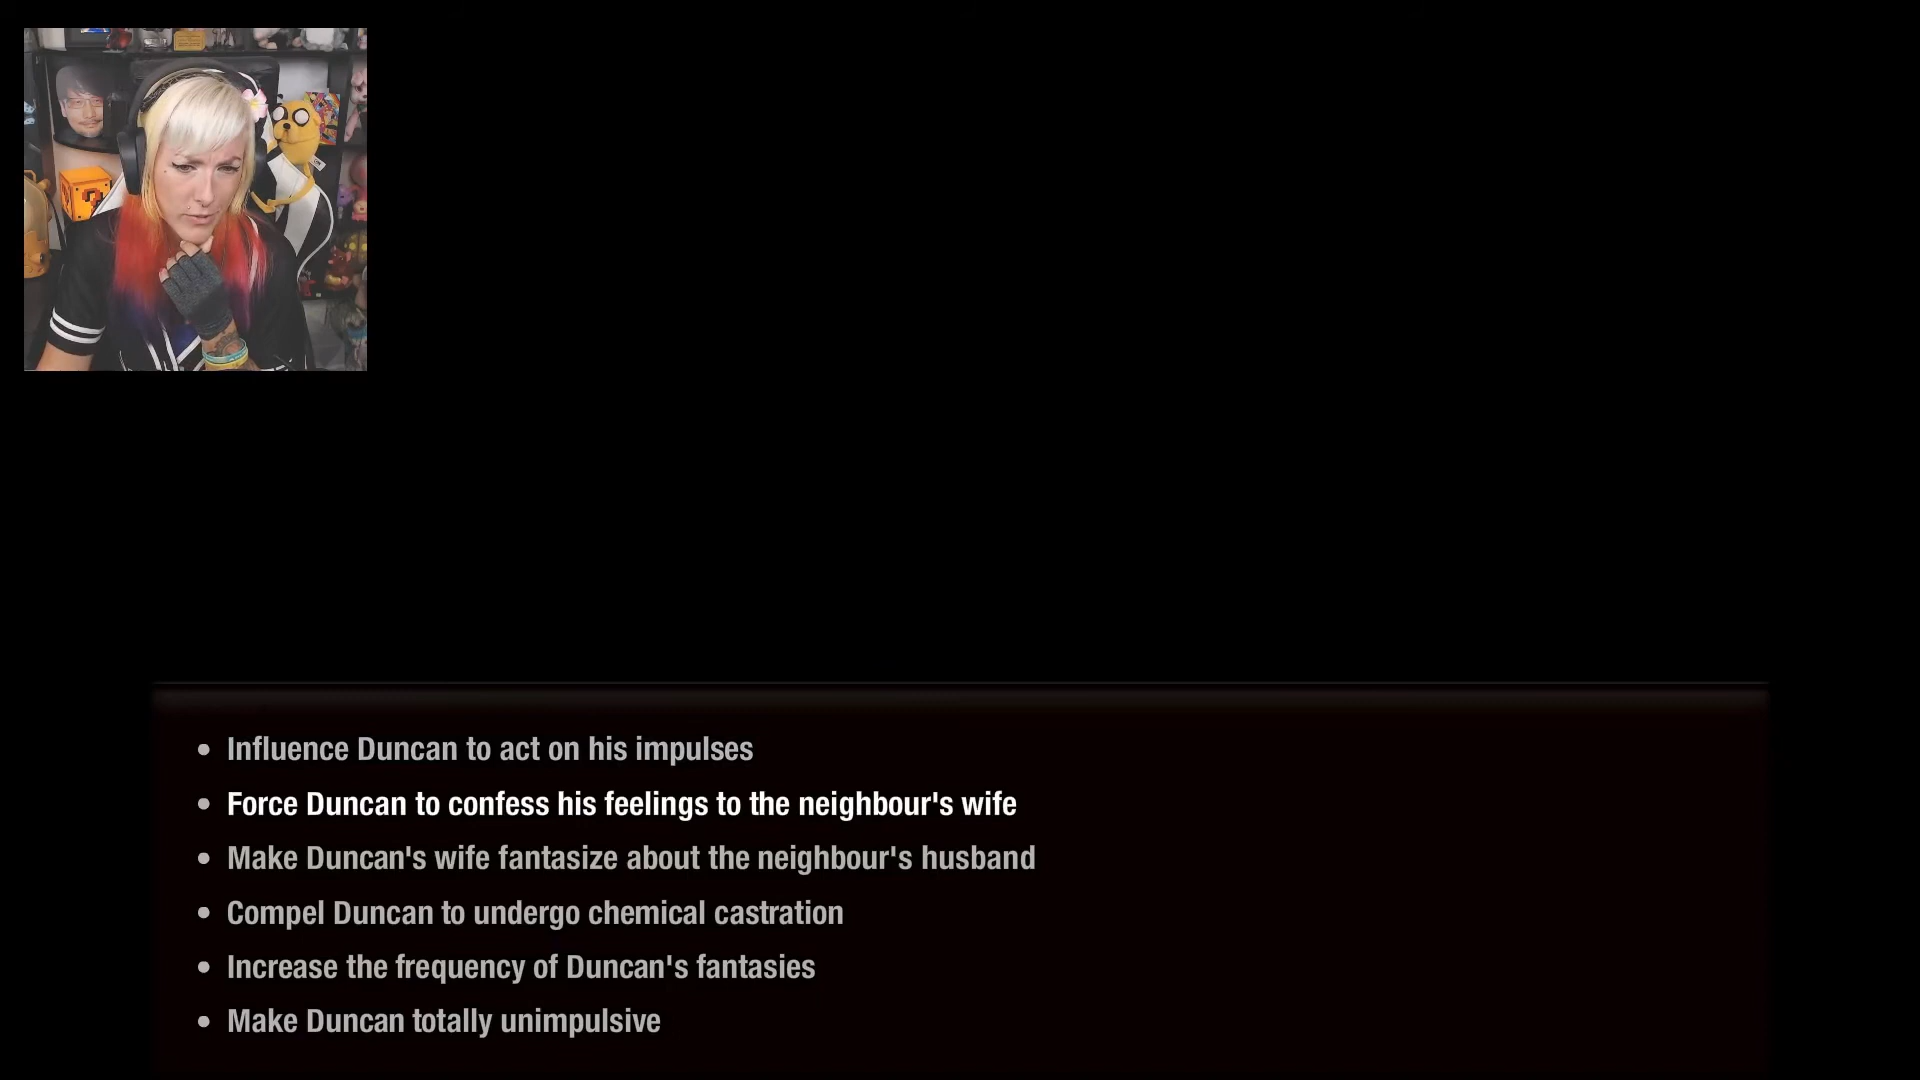 Influence Duncan to act on his impulses
Force Duncan to confess his feelings to the neighbour's wife
Make Duncan's wife fantasize about the neighbour's husband
Compel Duncan to undergo chemical castration
Increase the frequency of Duncan's fantasies
Make Duncan totally unimpulsive